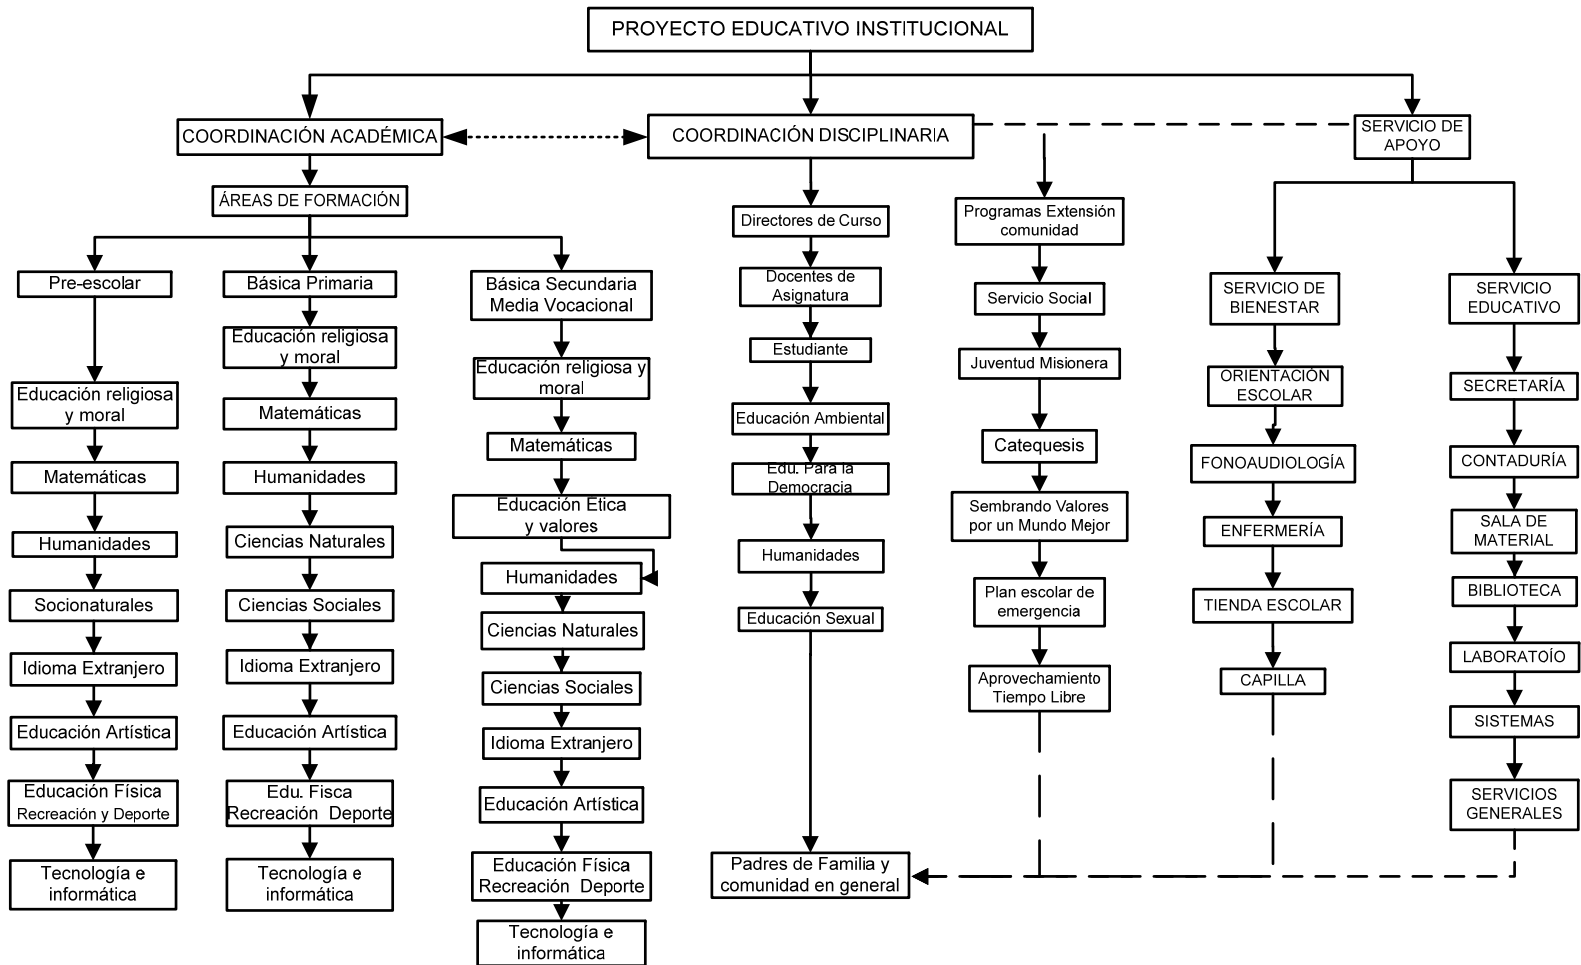 PROYECTO EDUCATIVO INSTITUCIONAL
COORDINACIÓN ACADÉMICA
COORDINACIÓN DISCIPLINARIA
SERVICIO DE
APOYO
ÁREAS DE FORMACIÓN
Pre-escolar
Educación religiosa
y moral
Matemáticas
Humanidades
Socionaturales
Idioma Extranjero
Educación Artística
Educación Física
Recreación y Deporte
Tecnología e
informática
Básica Primaria
Educación religiosa
y moral
Matemáticas
Humanidades
Ciencias Naturales
Ciencias Sociales
Idioma Extranjero
Educación Artística
Edu. Fisca
Recreación Deporte
Tecnología e
informática
Básica Secundaria
Media Vocacional
Educación religiosa y
moral
Matemáticas
Educación Etica
y valores
Humanidades
Ciencias Naturales
Ciencias Sociales
Idioma Extranjero
Educación Artística
Educación Física
Recreación Deporte
Tecnología e
informática
Directores de Curso
Docentes de
Asignatura
Estudiante
Educación Ambiental
Edu. Para la
Democracia
Humanidades
Educación Sexual
Padres de Familia y
comunidad en general
Programas Extensión
comunidad
Servicio Social
Juventud Misionera
Catequesis
Sembrando Valores
por un Mundo Mejor
Plan escolar de
emergencia
Aprovechamiento
Tiempo Libre
SERVICIO DE
BIENESTAR
ORIENTACIÓN
ESCOLAR
FONOAUDIOLOGÍA
ENFERMERÍA
TIENDA ESCOLAR
CAPILLA
SERVICIO
EDUCATIVO
SECRETARÍA
CONTADURÍA
SALA DE
MATERIAL
BIBLIOTECA
LABORATOÍO
SISTEMAS
SERVICIOS
GENERALES